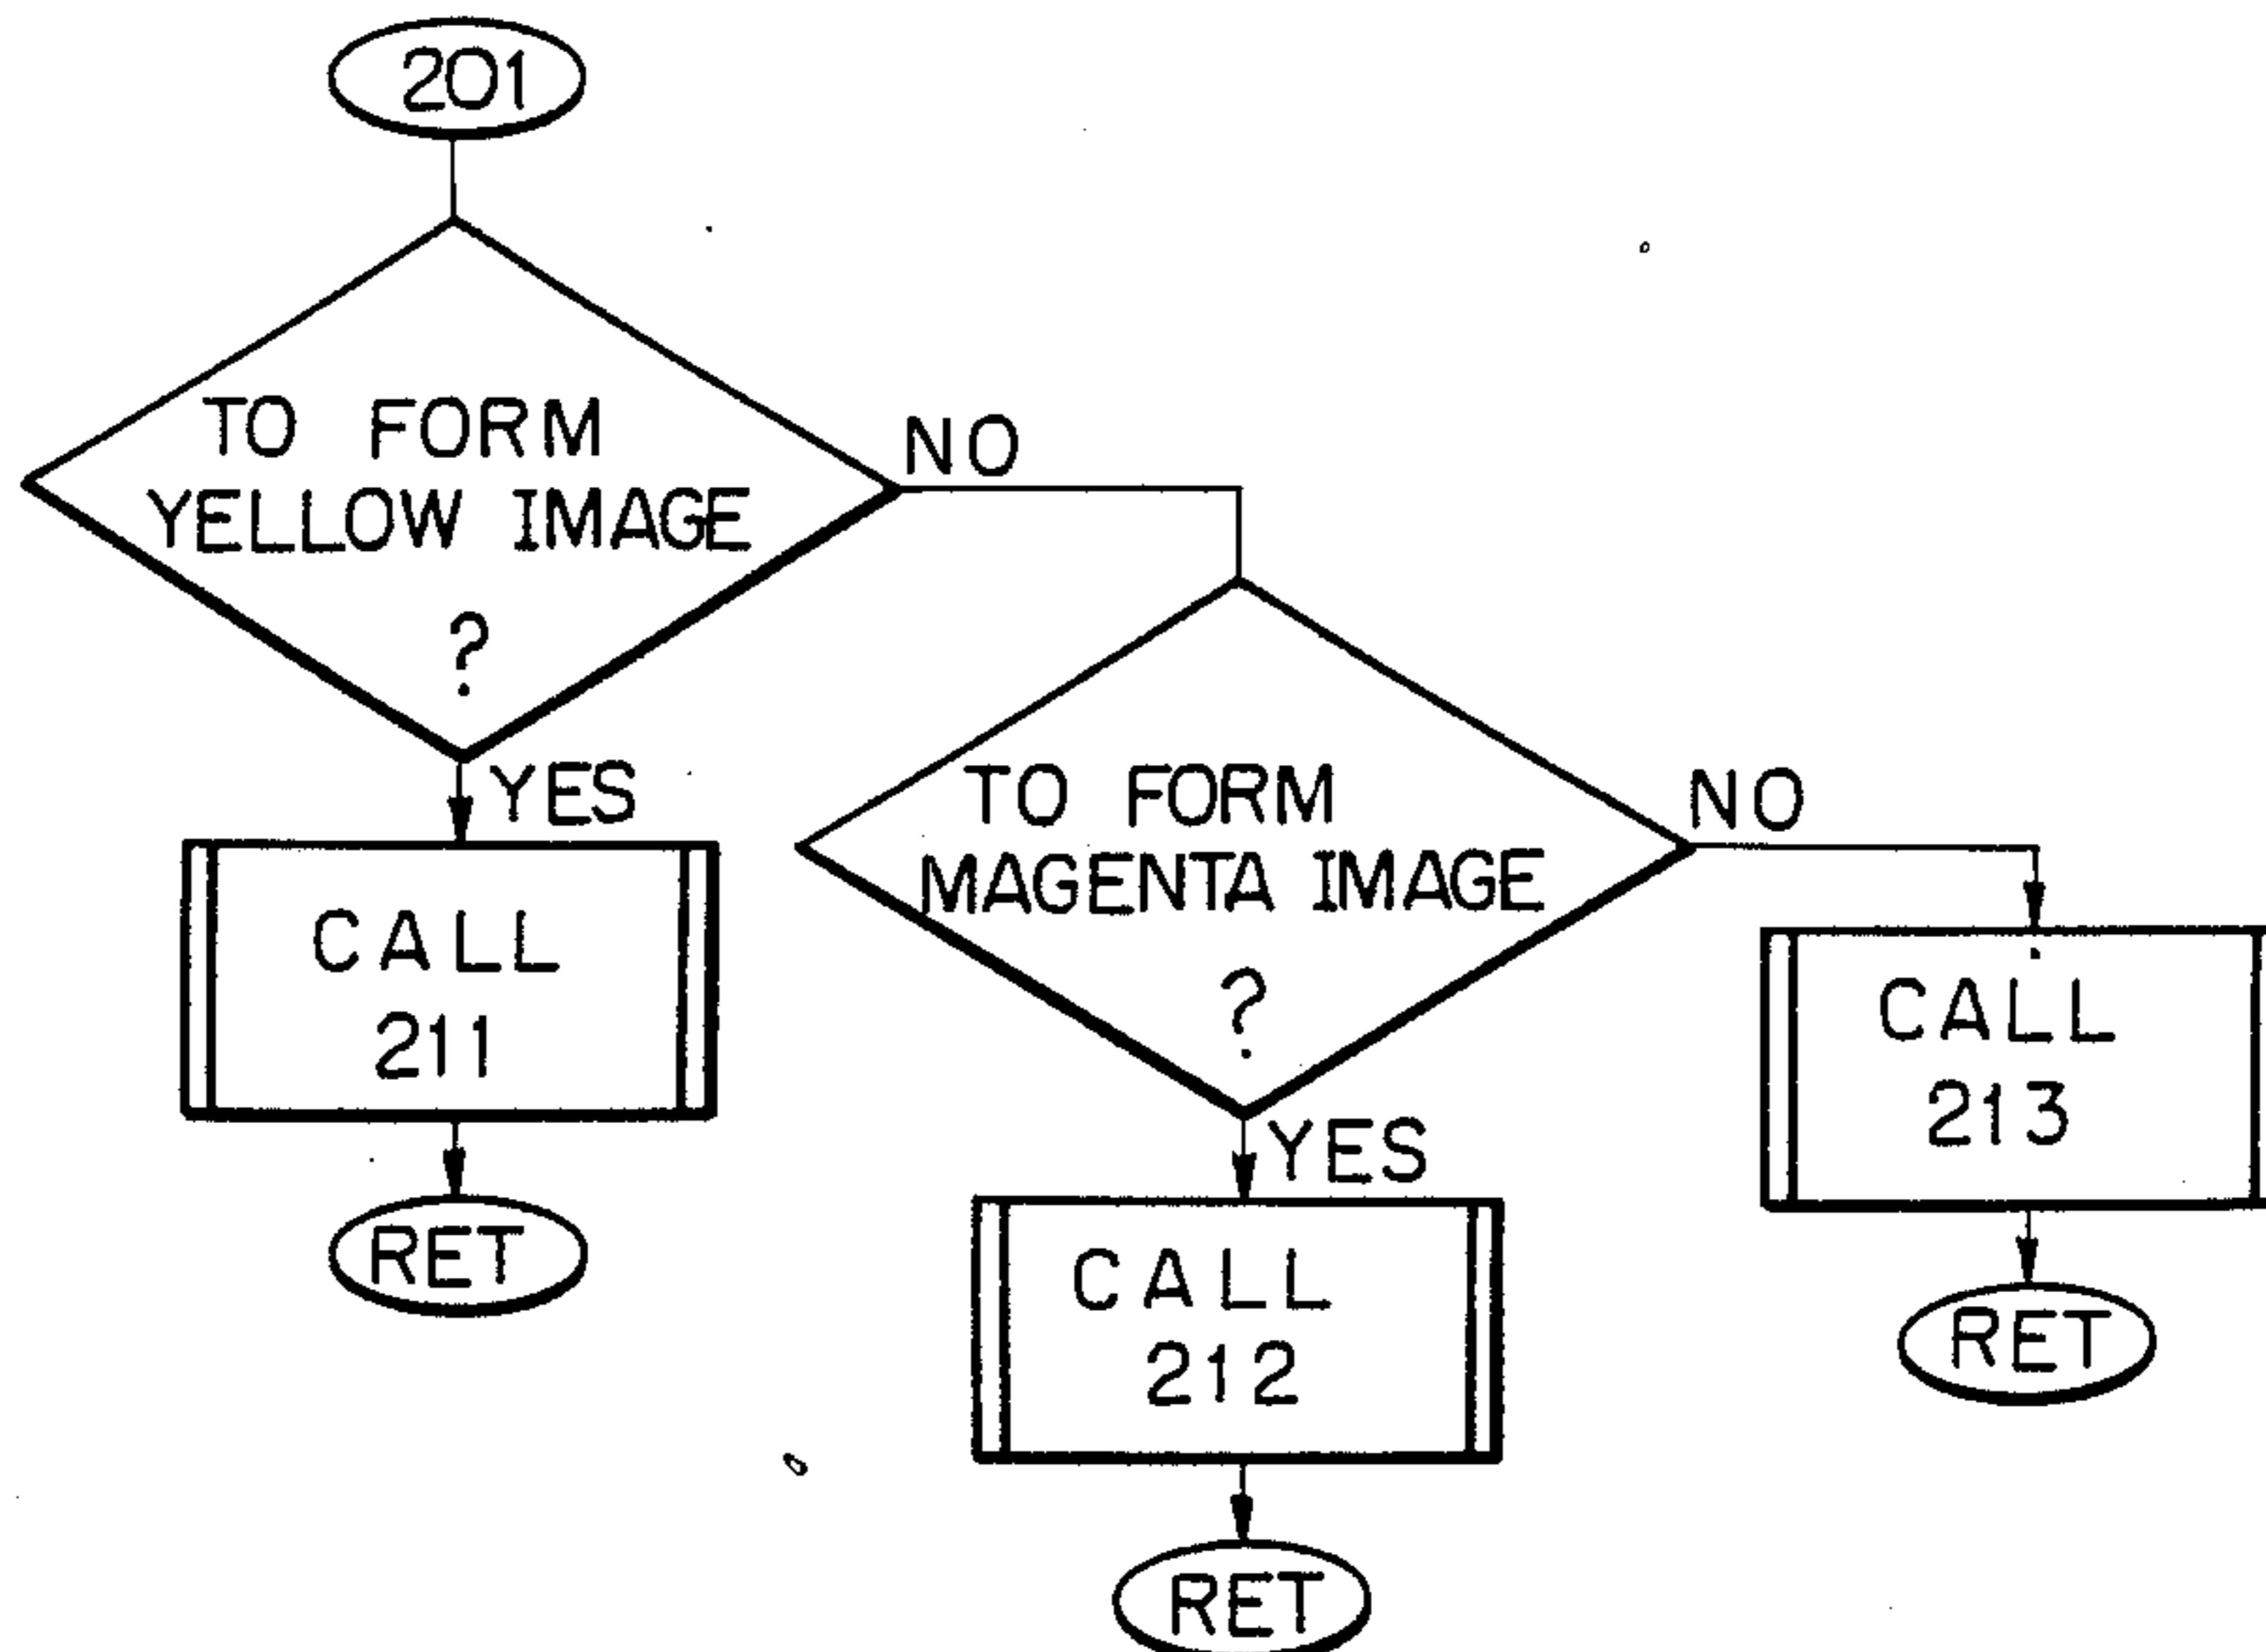 201
TO FORM
YELLOW IMAGE
?
NO
YES
CALL
211
RET
TO FORM
MAGENTA IMAGE
?
NO
YES
CALL
212
RET
CALL
213
RET